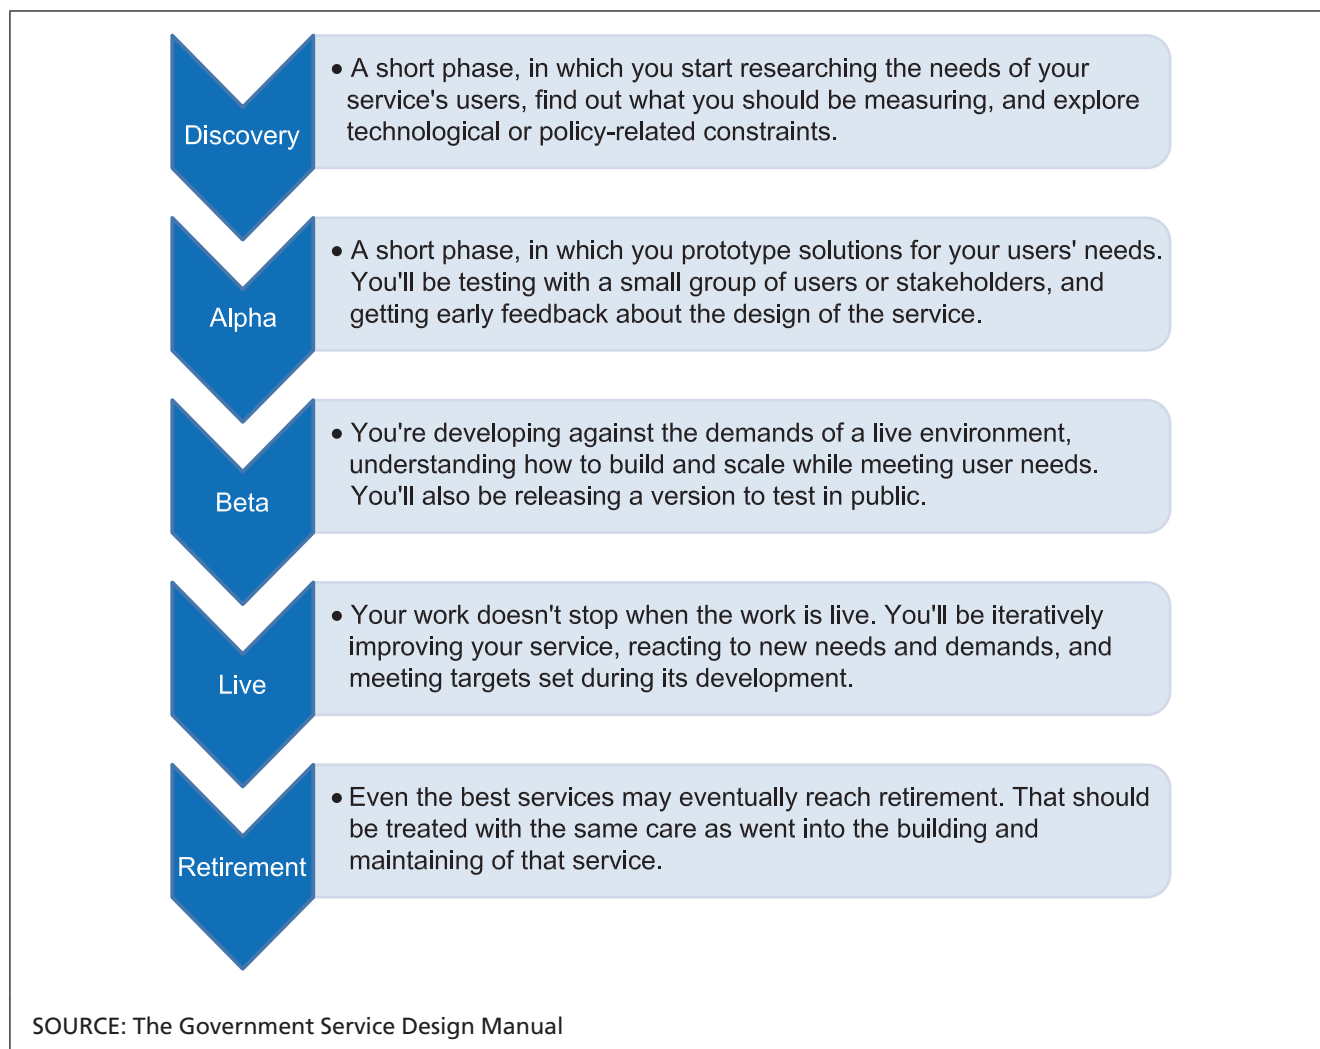 Discovery
• A short phase, in which you start researching the needs of your
service's users, find out what you should be measuring, and explore
technological or policy-related constraints.
Alpha
• A short phase, in which you prototype solutions for your users' needs.
You'll be testing with a small group of users or stakeholders, and
getting early feedback about the design of the service.
Beta
• You're developing against the demands of a live environment,
understanding how to build and scale while meeting user needs.
You'll also be releasing a version to test in public.
Live
• Your work doesn't stop when the work is live. You'll be iteratively
improving your service, reacting to new needs and demands, and
meeting targets set during its development.
Retirement
• Even the best services may eventually reach retirement. That should
be treated with the same care as went into the building and
maintaining of that service.
SOURCE: The Government Service Design Manual